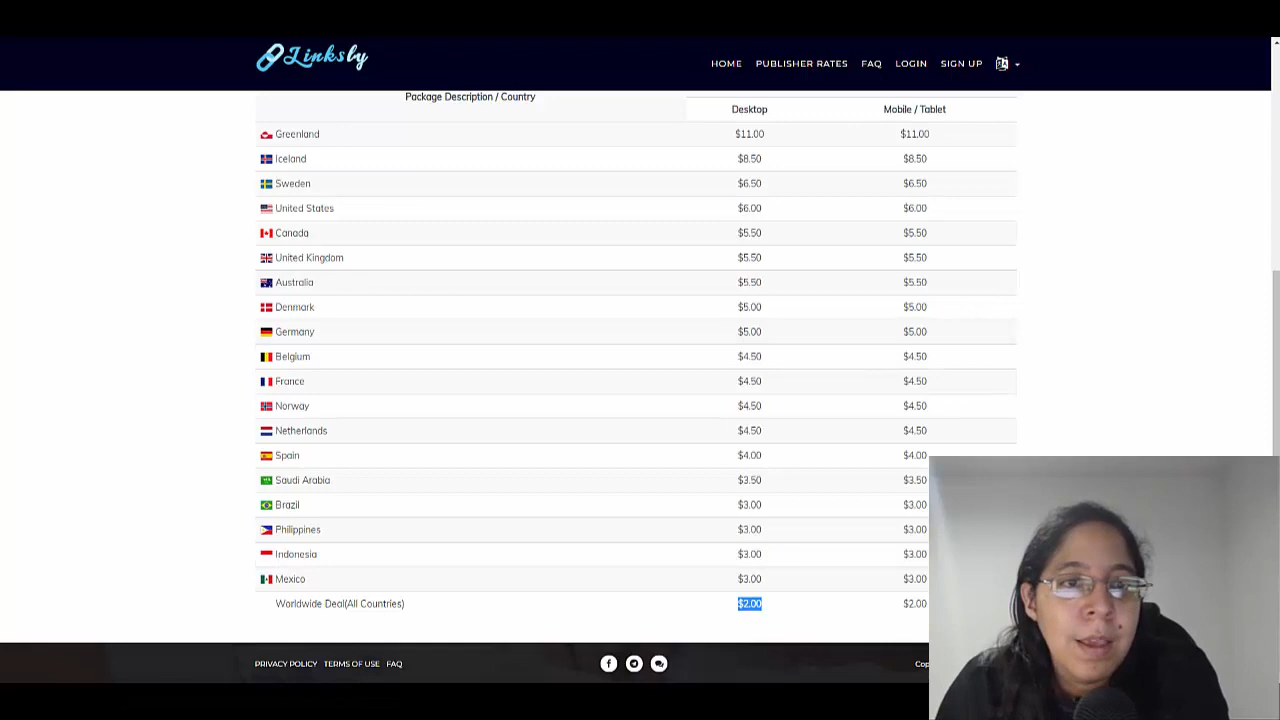 Linksly
HOME PUBLISHER RATES FAQ LOGIN SIGN UP
Package Description / Country
Desktop Mobile / Tablet
Greenland $11.00 $11.00
Iceland $8.50 $8.50
Sweden $6.50 $6.50
United States $6.00 $6.00
Canada $5.50 $5.50
United Kingdom $5.50 $5.50
Australia $5.50 $5.50
Denmark $5.00 $5.00
Germany $5.00 $5.00
Belgium $4.50 $4.50
France $4.50 $4.50
Norway $4.50 $4.50
Netherlands $4.50 $4.50
Spain $4.00 $4.00
Saudi Arabia $3.50 $3.50
Brazil $3.00 $3.00
Philippines $3.00 $3.00
Indonesia $3.00 $3.00
Mexico $3.00 $3.00
Worldwide Deal(All Countries) $2.00 $2.00
PRIVACY POLICY TERMS OF USE FAQ